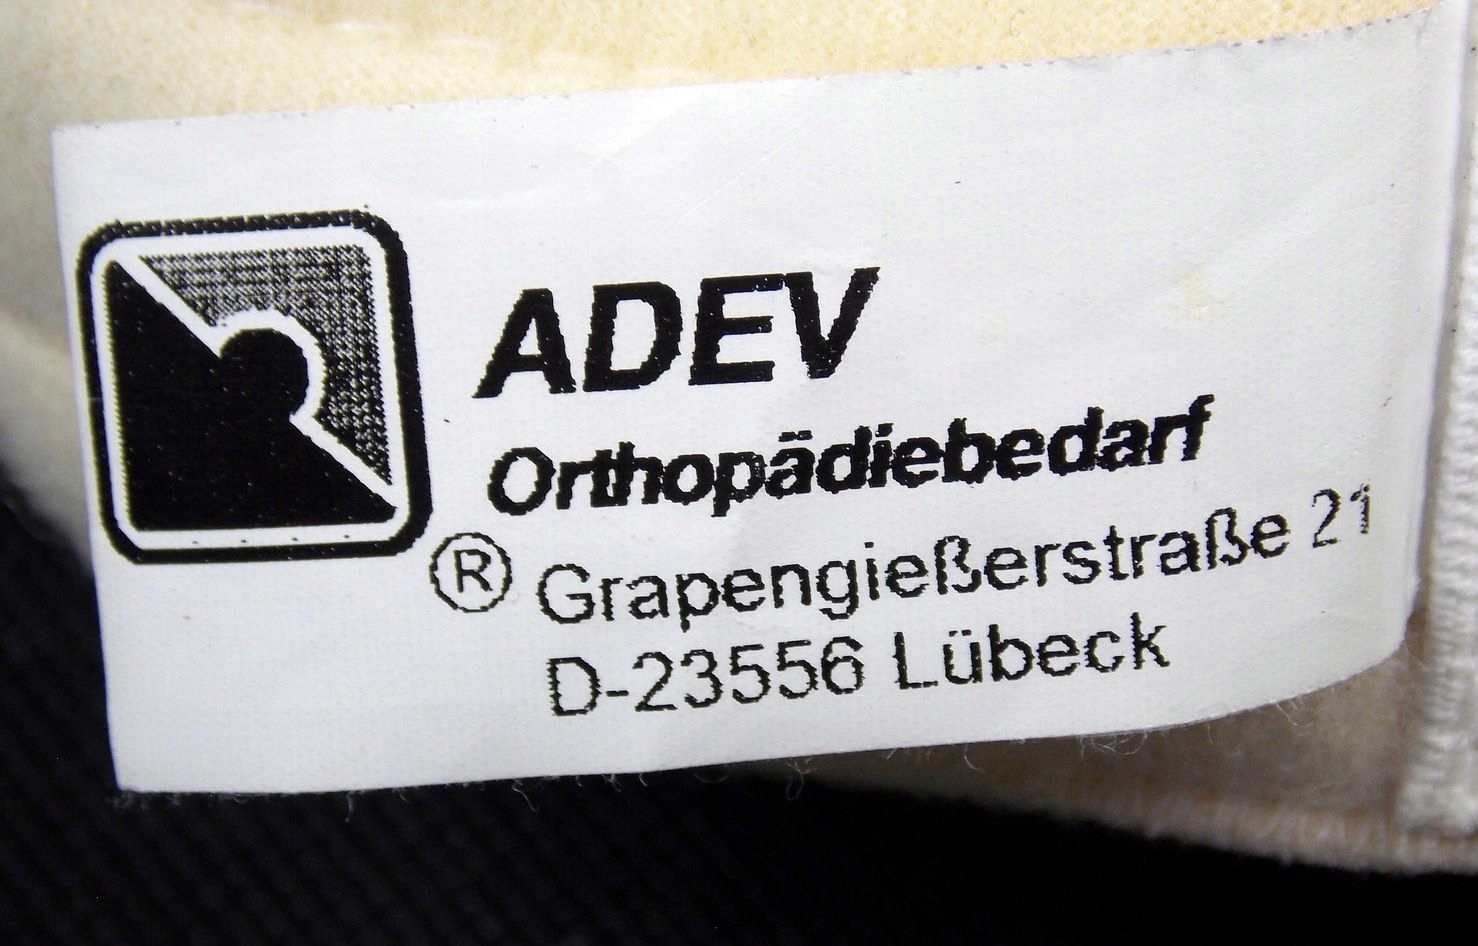 ADEV
Orthopädiebedarf
® Grapengießerstraße 21
D-23556 Lübeck